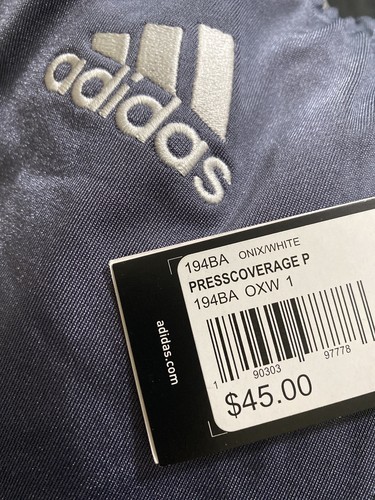 adidas
194BA ONIX/WHITE
PRESSCOVERAGE P
194BA OXW 1
adidas.com
1 90303 97778
$45.00